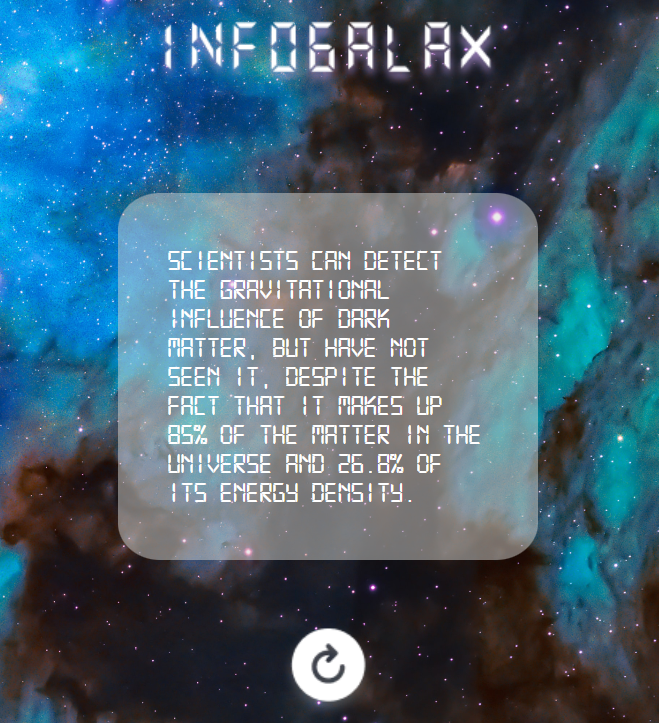 INFOGALAX
SCIENTISTS CAN DETECT
THE GRAVITATIONAL
INFLUENCE OF DARK
MATTER, BUT HAVE NOT
SEEN IT, DESPITE THE
FACT THAT IT MAKES UP
85% OF THE MATTER IN THE
UNIVERSE AND 26.8% OF
ITS ENERGY DENSITY.